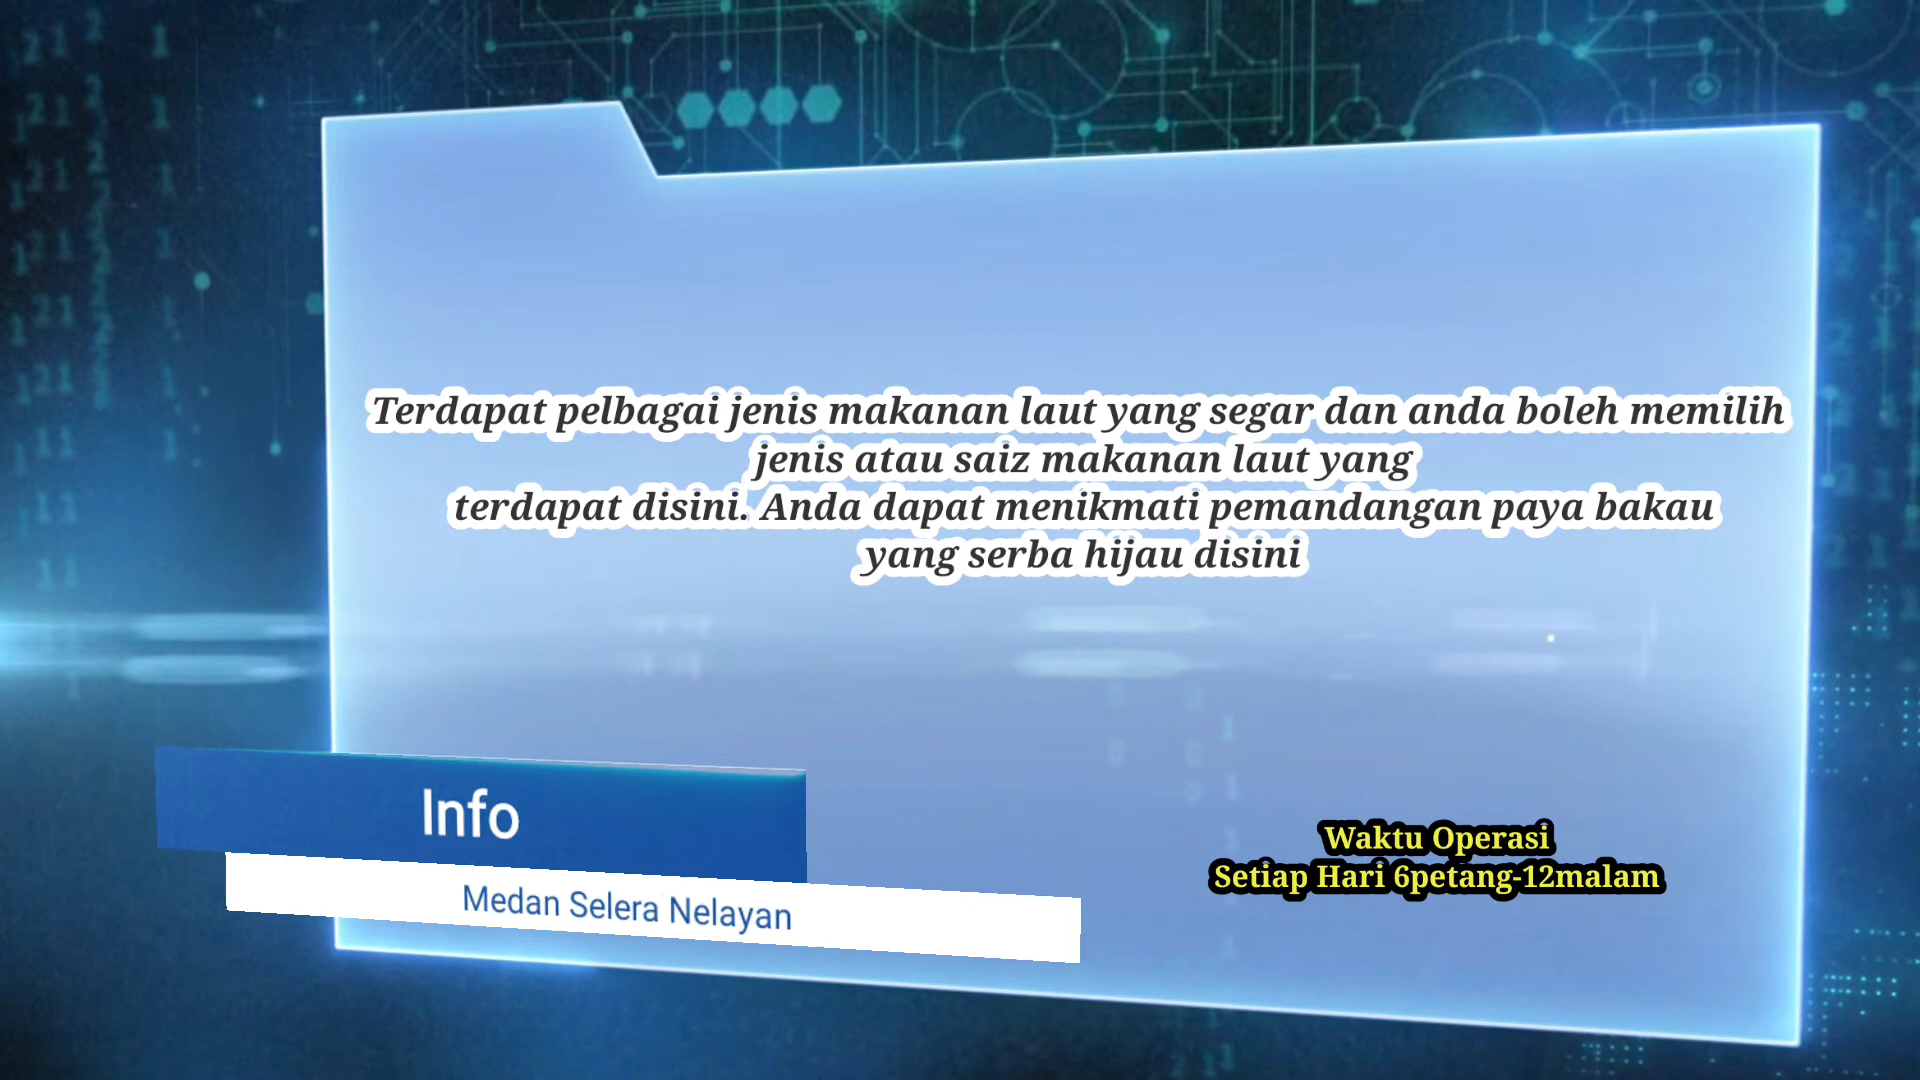 Terdapat pelbagai jenis makanan laut yang segar dan anda boleh memilih
jenis atau saiz makanan laut yang
terdapat disini. Anda dapat menikmati pemandangan paya bakau
yang serba hijau disini
Info
Medan Selera Nelayan
Waktu Operasi
Setiap Hari 6petang-12malam